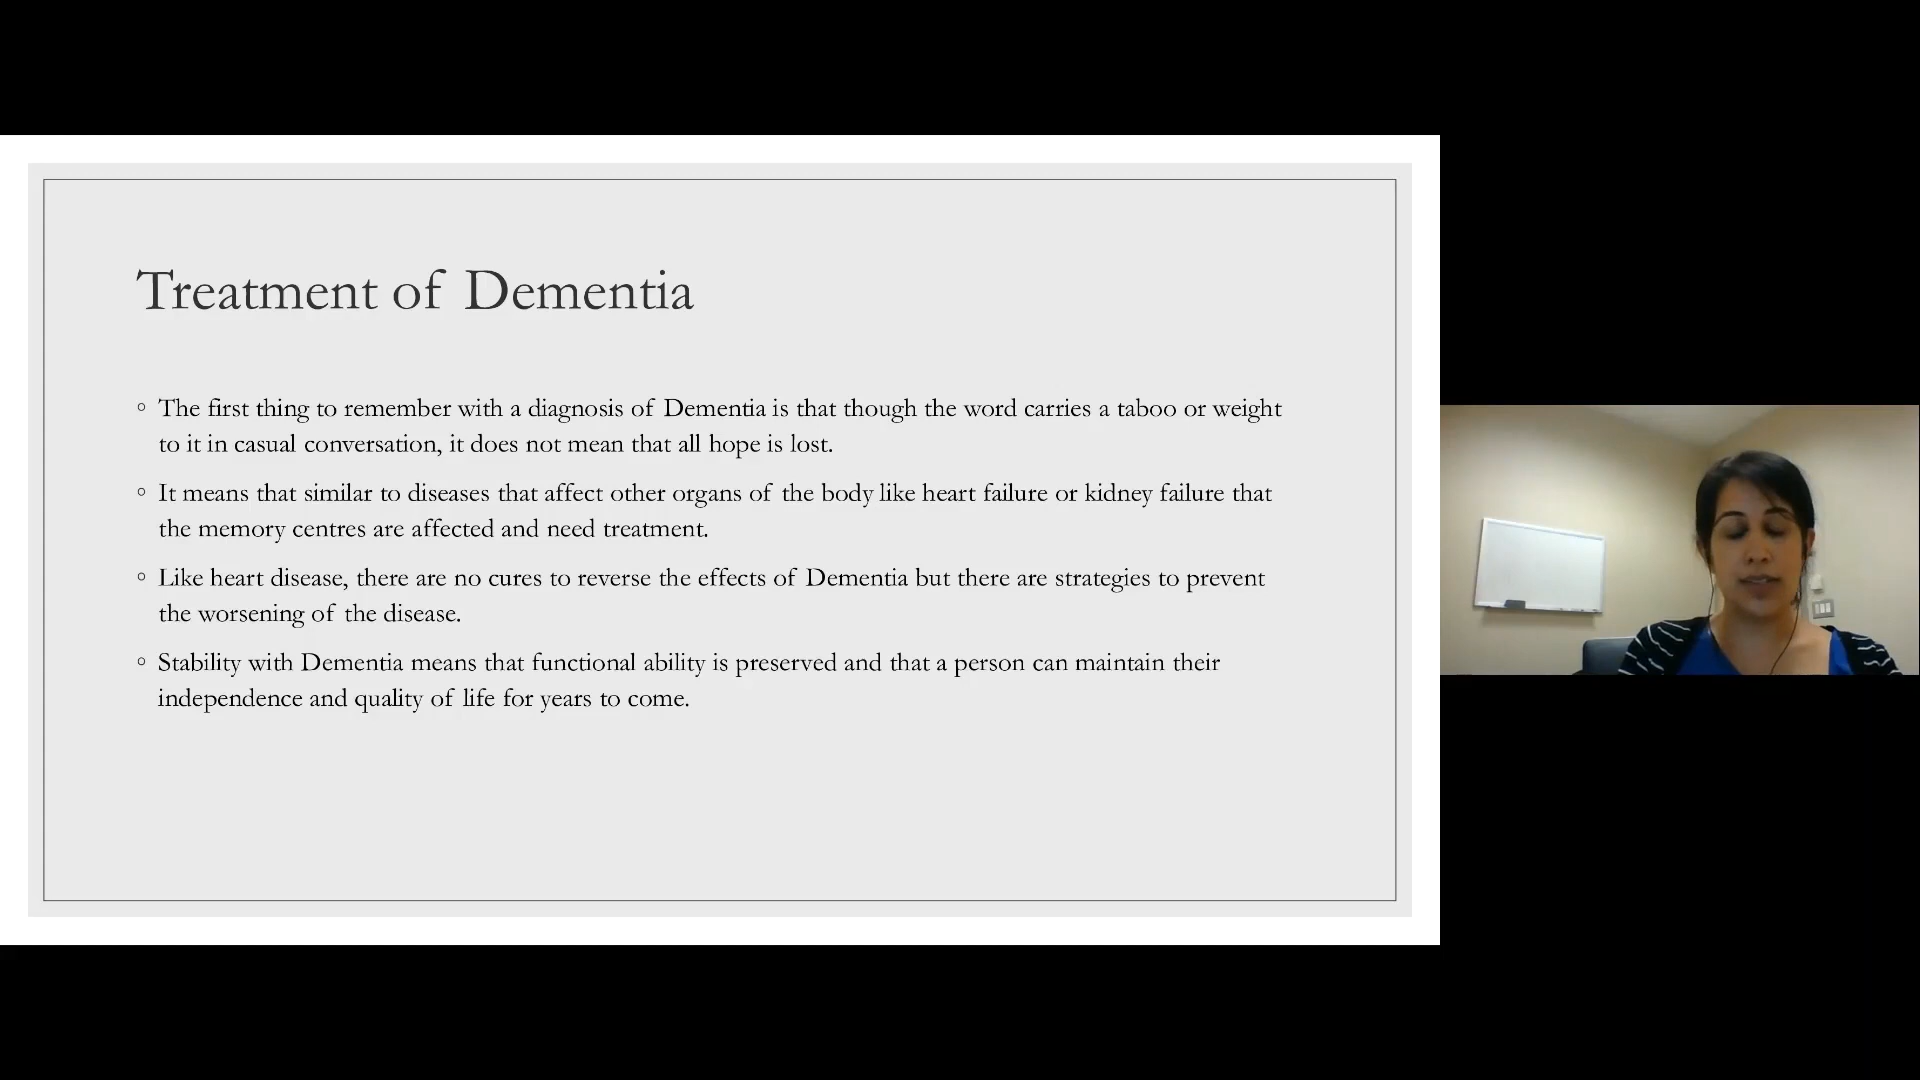 Treatment of Dementia
The first thing to remember with a diagnosis of Dementia is that though the word carries a taboo or weight
to it in casual conversation, it does not mean that all hope is lost.
It means that similar to diseases that affect other organs of the body like heart failure or kidney failure that
the memory centres are affected and need treatment.
Like heart disease, there are no cures to reverse the effects of Dementia but there are strategies to prevent
the worsening of the disease.
Stability with Dementia means that functional ability is preserved and that a person can maintain their
independence and quality of life for years to come.